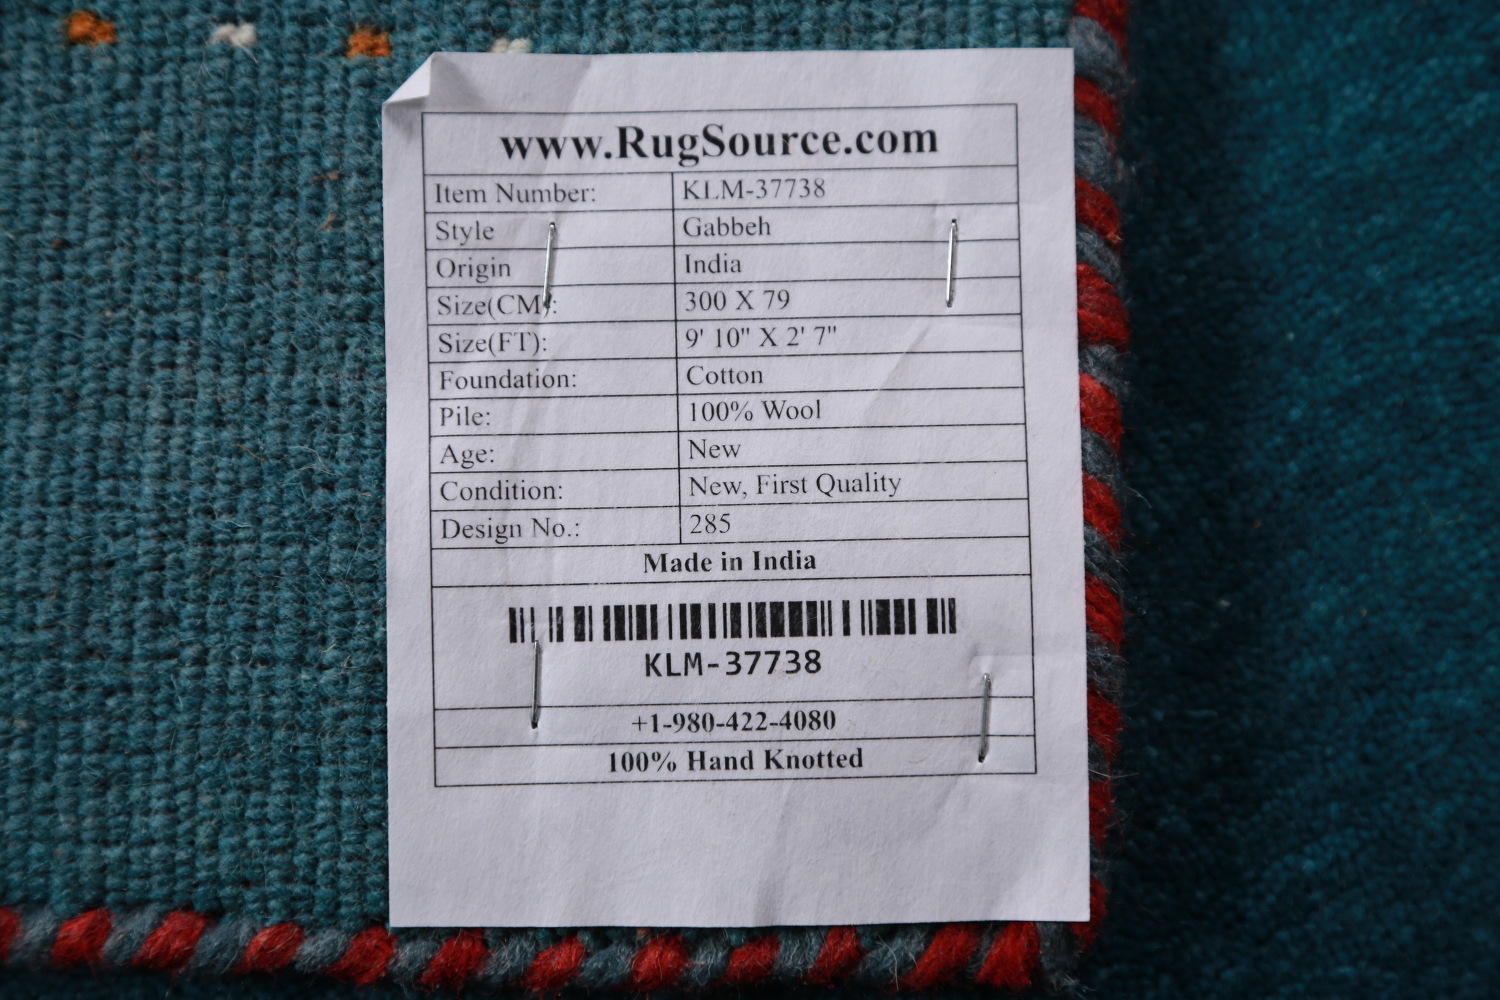 www.RugSource.com
Item Number: KLM-37738
Style Gabbeh
Origin India
Size(CM): 300 X 79
Size(FT): 9' 10" X 2' 7"
Foundation: Cotton
Pile: 100% Wool
Age: New
Condition: New, First Quality
Design No.: 285
Made in India
KLM-37738
+1-980-422-4080
100% Hand Knotted